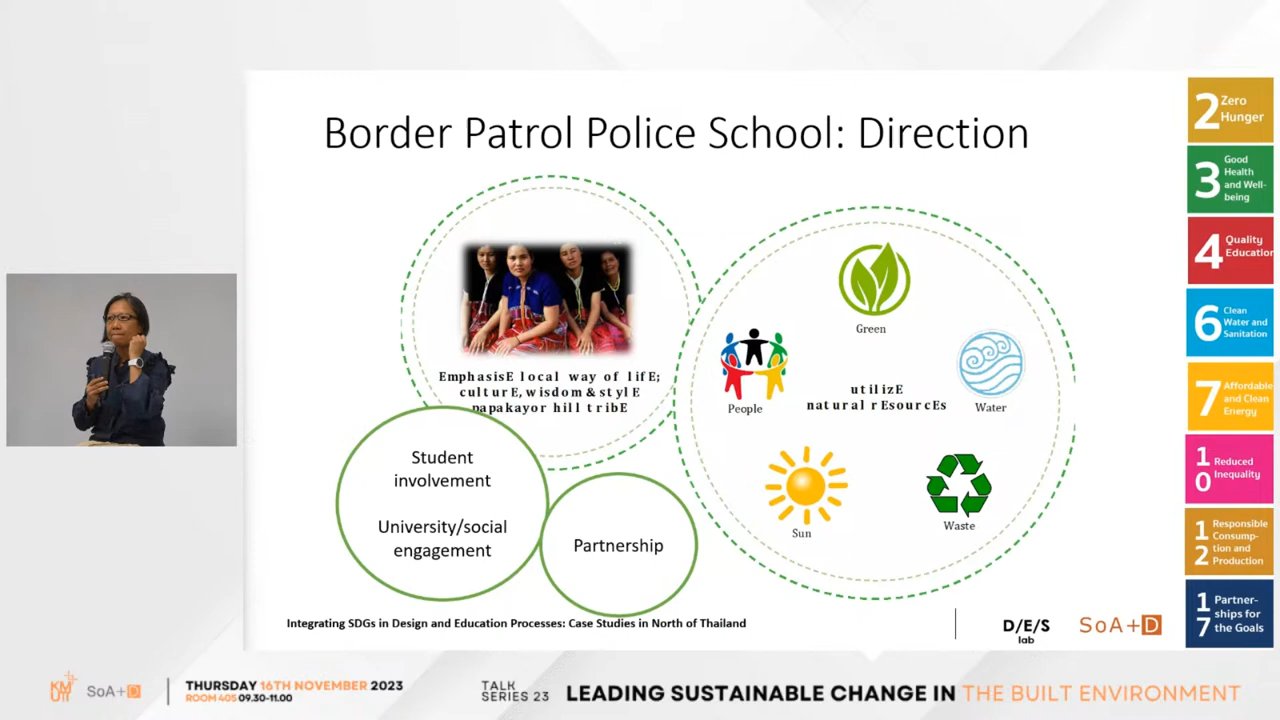 Border Patrol Police School: Direction
EmphasisE local way of lifE;
culturE, wisdom & stylE
papakayor hill tribE
Student
involvement
University/social
engagement
Partnership
Green
People
utilizE
natural rEsourcEs
Water
Sun
Waste
Integrating SDGs in Design and Education Processes: Case Studies in North of Thailand
D/E/S
lab
SoA+D
2 Zero
Hunger
3 Good
Health
and Well-
being
4 Quality
Education
6 Clean
Water and
Sanitation
7 Affordable
and Clean
Energy
10 Reduced
Inequality
12 Responsible
Consump-
tion and
Production
17 Partner-
ships for
the Goals
KMUTT
SoA+D
THURSDAY 16TH NOVEMBER 2023
ROOM 405 09.30-11.00
TALK
SERIES 23
LEADING SUSTAINABLE CHANGE IN THE BUILT ENVIRONMENT